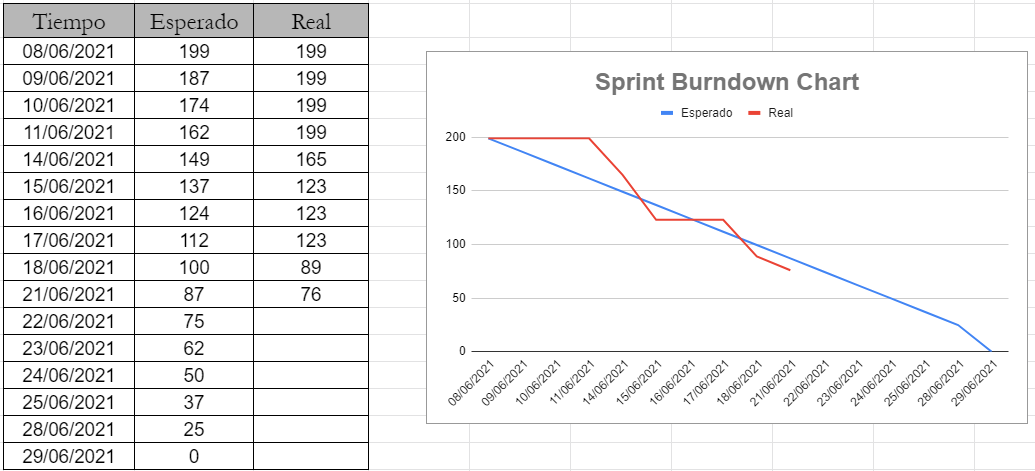 Tiempo Esperado Real
08/06/2021 199 199
09/06/2021 187 199
10/06/2021 174 199
11/06/2021 162 199
14/06/2021 149 165
15/06/2021 137 123
16/06/2021 124 123
17/06/2021 112 123
18/06/2021 100 89
21/06/2021 87 76
22/06/2021 75
23/06/2021 62
24/06/2021 50
25/06/2021 37
28/06/2021 25
29/06/2021 0
Sprint Burndown Chart
Esperado Real
200
150
100
50
0
08/06/2021 09/06/2021 10/06/2021 11/06/2021 14/06/2021 15/06/2021 16/06/2021 17/06/2021 18/06/2021 21/06/2021 22/06/2021 23/06/2021 24/06/2021 25/06/2021 28/06/2021 29/06/2021